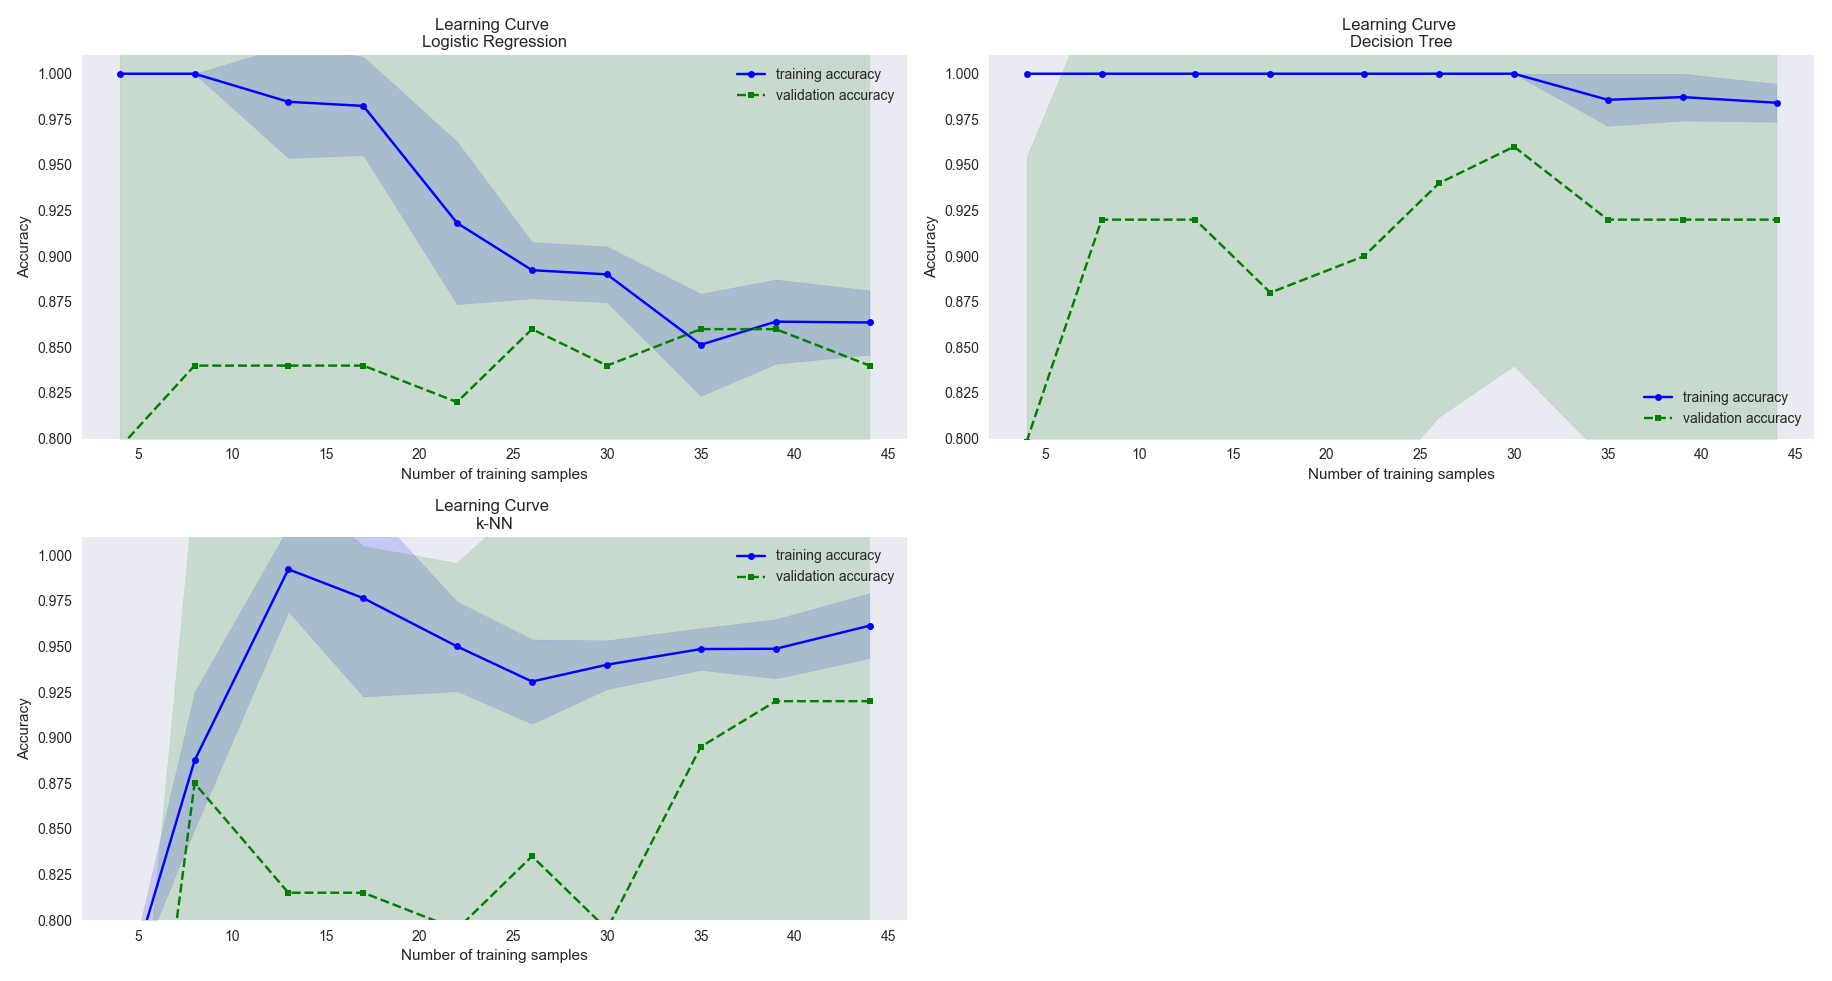 Learning Curve
Logistic Regression
1.000
0.975
0.950
0.925
0.900
0.875
0.850
0.825
0.800
Accuracy
training accuracy
validation accuracy
5 10 15 20 25 30 35 40 45
Number of training samples
Learning Curve
Decision Tree
1.000
0.975
0.950
0.925
0.900
0.875
0.850
0.825
0.800
Accuracy
training accuracy
validation accuracy
5 10 15 20 25 30 35 40 45
Number of training samples
Learning Curve
k-NN
1.000
0.975
0.950
0.925
0.900
0.875
0.850
0.825
0.800
Accuracy
training accuracy
validation accuracy
5 10 15 20 25 30 35 40 45
Number of training samples